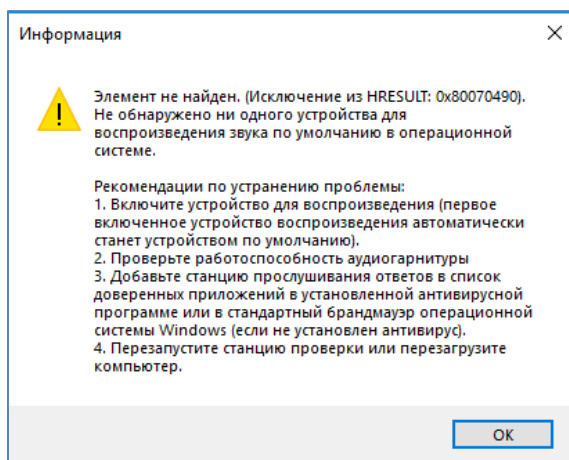 Информация
Элемент не найден. (Исключение из HRESULT: 0x80070490).
Не обнаружено ни одного устройства для
воспроизведения звука по умолчанию в операционной
системе.
Рекомендации по устранению проблемы:
1. Включите устройство для воспроизведения (первое
включенное устройство воспроизведения автоматически
станет устройством по умолчанию).
2. Проверьте работоспособность аудиогарнитуры
3. Добавьте станцию прослушивания ответов в список
доверенных приложений в установленной антивирусной
программе или в стандартный брандмауэр операционной
системы Windows (если не установлен антивирус).
4. Перезапустите станцию проверки или перезагрузите
компьютер.
ОК